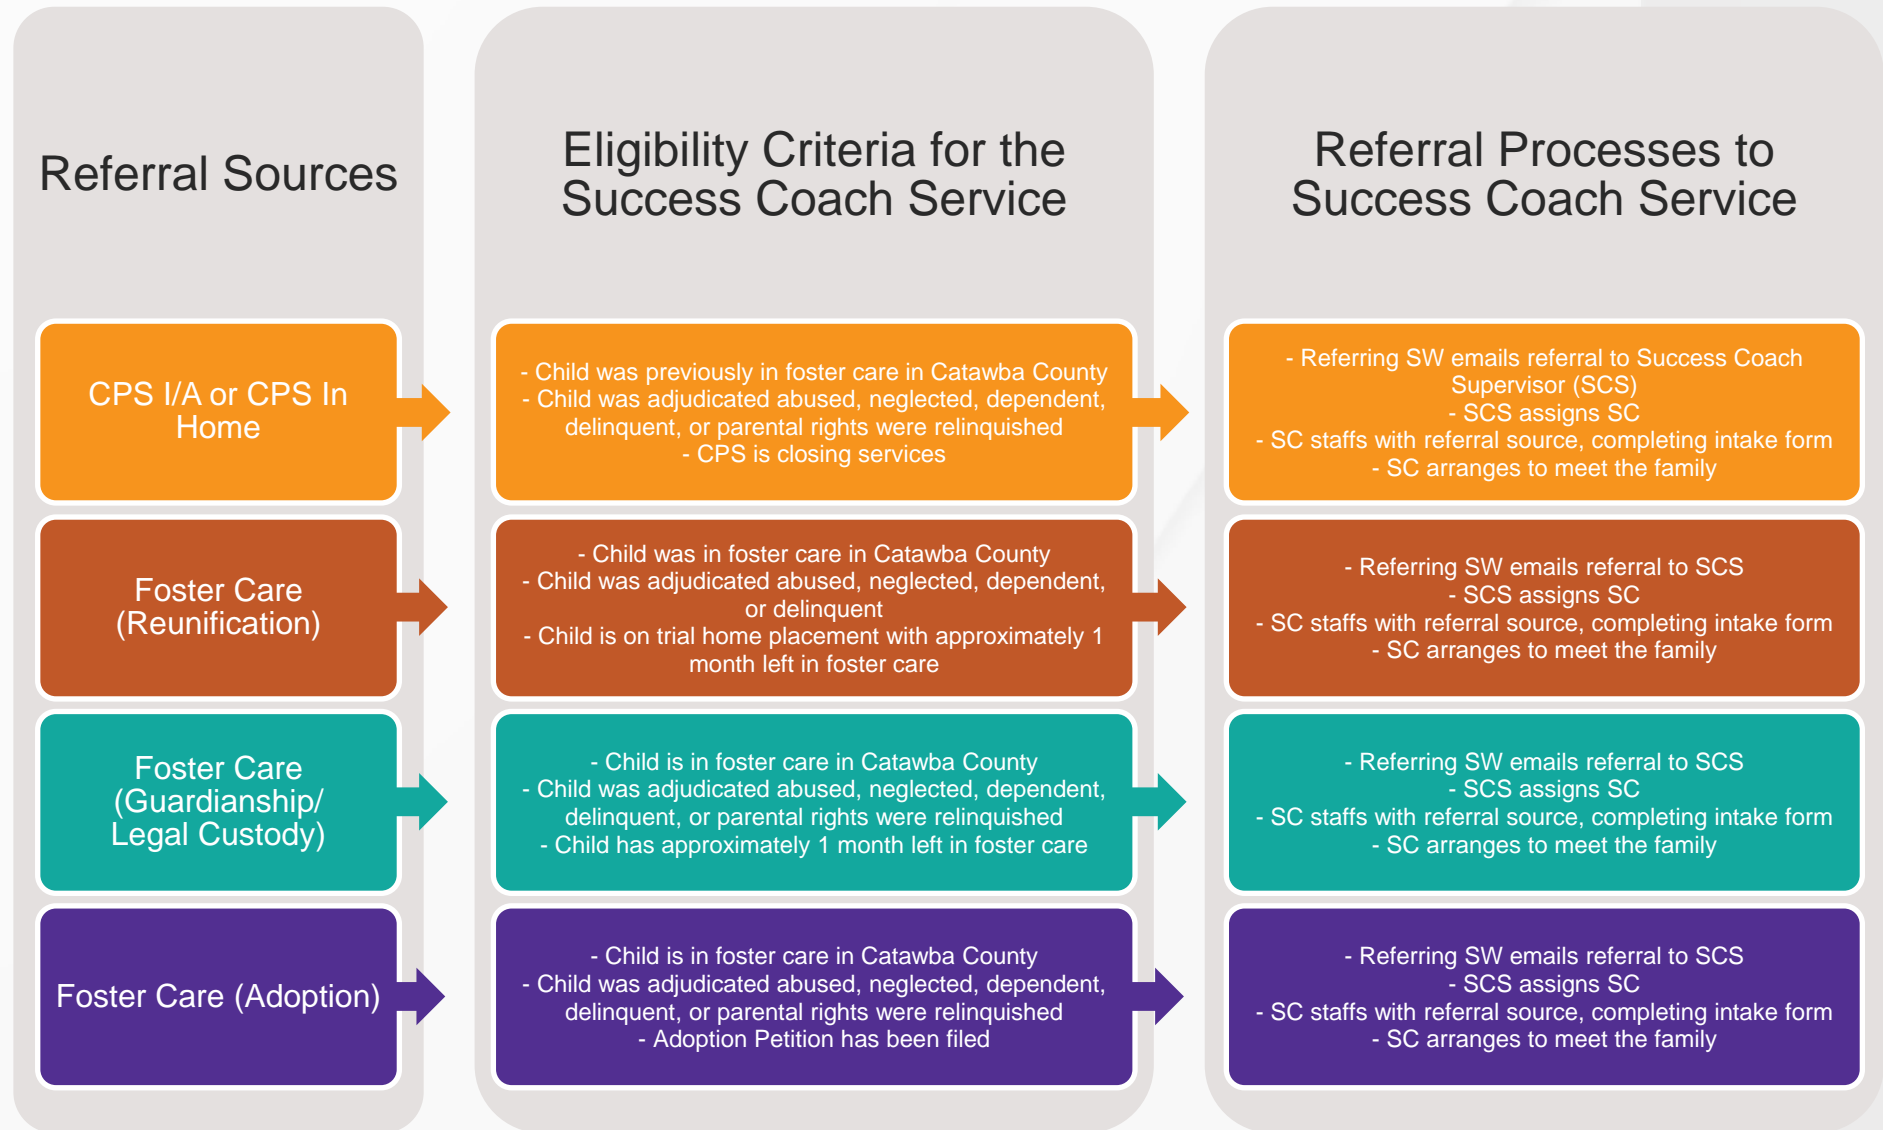 Referral Sources
Eligibility Criteria for the
Success Coach Service
Referral Processes to
Success Coach Service
CPS I/A or CPS In
Home
- Child was previously in foster care in Catawba County
- Child was adjudicated abused, neglected, dependent,
delinquent, or parental rights were relinquished
- CPS is closing services
- Referring SW emails referral to Success Coach
Supervisor (SCS)
- SCS assigns SC
- SC staffs with referral source, completing intake form
- SC arranges to meet the family
Foster Care
(Reunification)
- Child was in foster care in Catawba County
- Child was adjudicated abused, neglected, dependent,
or delinquent
- Child is on trial home placement with approximately 1
month left in foster care
- Referring SW emails referral to SCS
- SCS assigns SC
- SC staffs with referral source, completing intake form
- SC arranges to meet the family
Foster Care
(Guardianship/
Legal Custody)
- Child is in foster care in Catawba County
- Child was adjudicated abused, neglected, dependent,
delinquent, or parental rights were relinquished
- Child has approximately 1 month left in foster care
- Referring SW emails referral to SCS
- SCS assigns SC
- SC staffs with referral source, completing intake form
- SC arranges to meet the family
Foster Care (Adoption)
- Child is in foster care in Catawba County
- Child was adjudicated abused, neglected, dependent,
delinquent, or parental rights were relinquished
- Adoption Petition has been filed
- Referring SW emails referral to SCS
- SCS assigns SC
- SC staffs with referral source, completing intake form
- SC arranges to meet the family